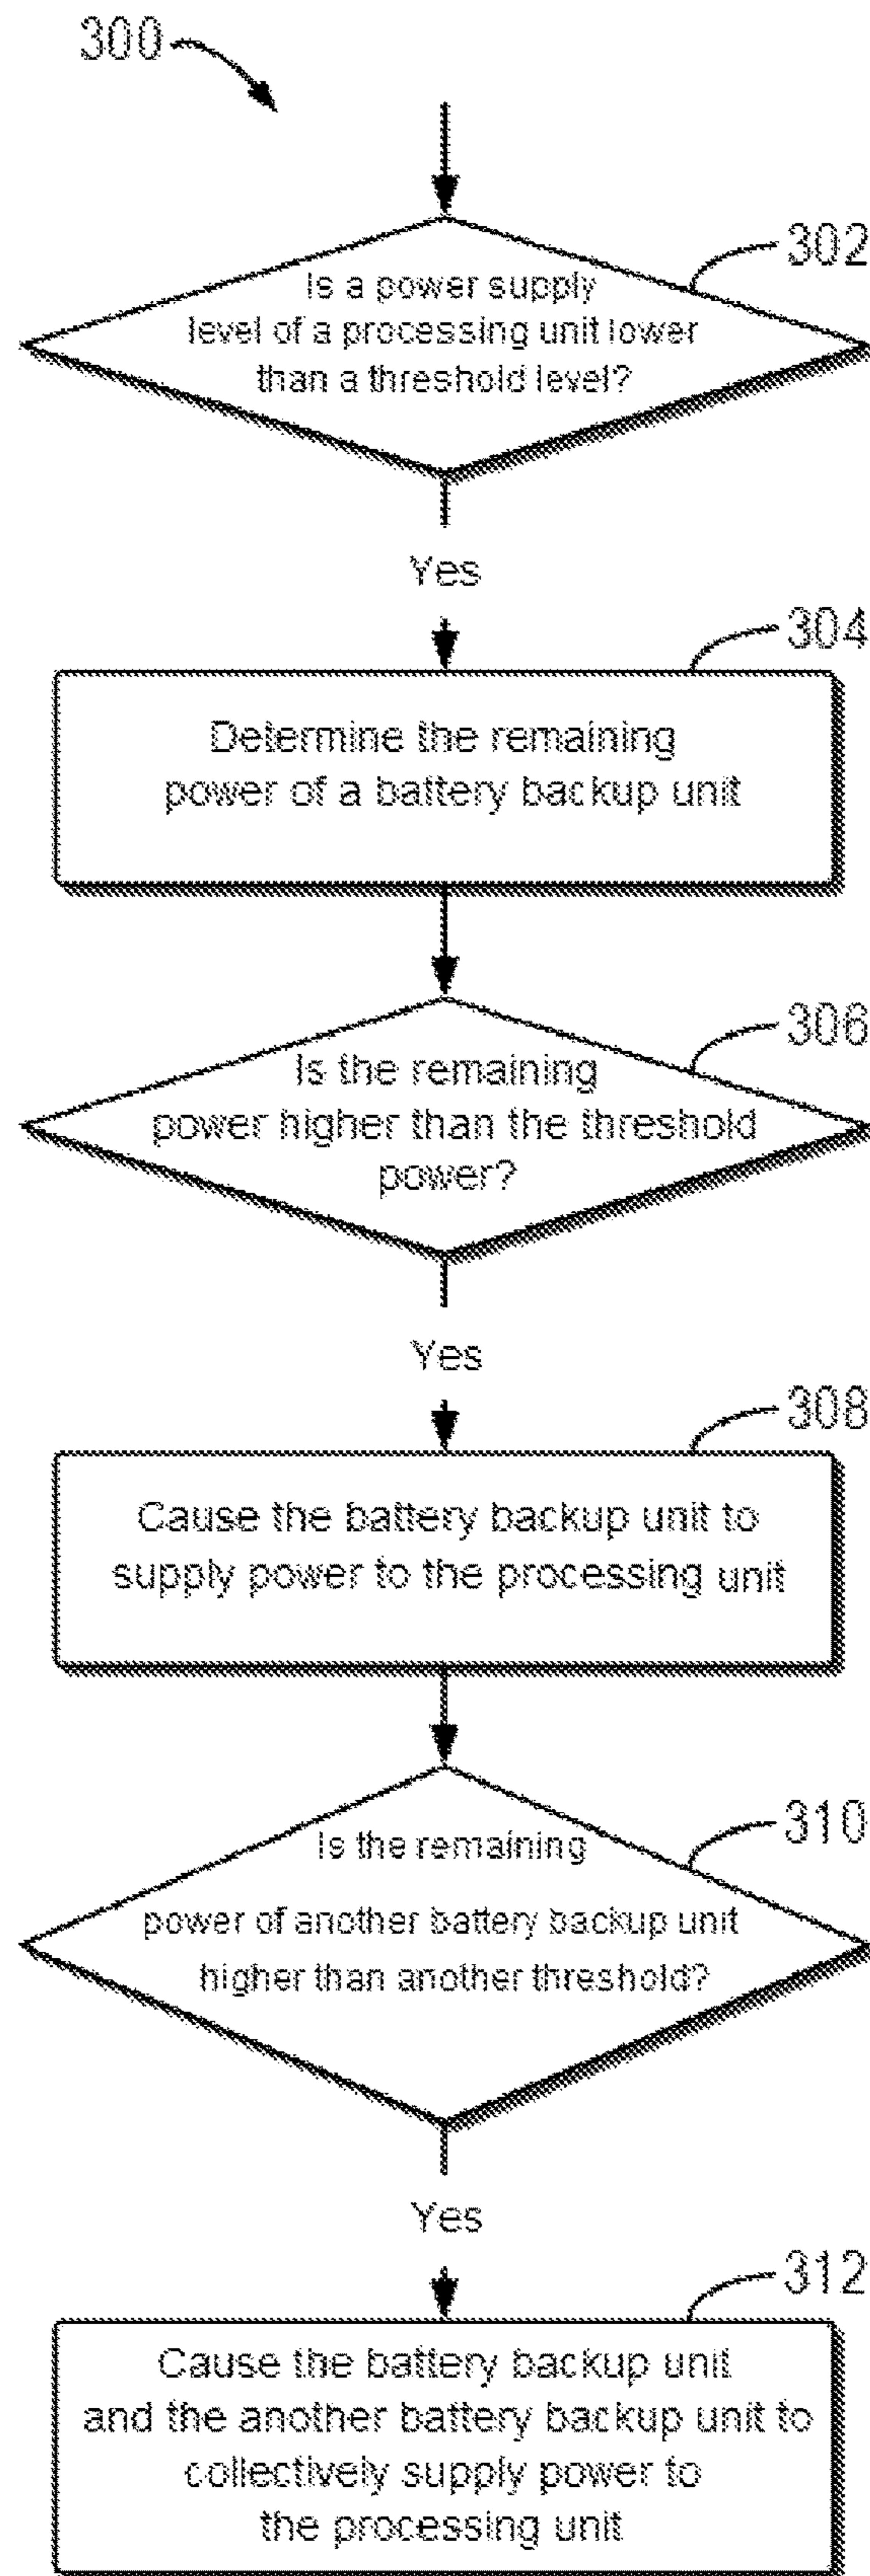 300
302
Is a power supply
level of a processing unit lower
than a threshold level?
Yes
304
Determine the remaining
power of a battery backup unit
306
Is the remaining
power higher than the threshold
power?
Yes
308
Cause the battery backup unit to
supply power to the processing unit
310
Is the remaining
power of another battery backup unit
higher than another threshold?
Yes
312
Cause the battery backup unit
and the another battery backup unit to
collectively supply power to
the processing unit